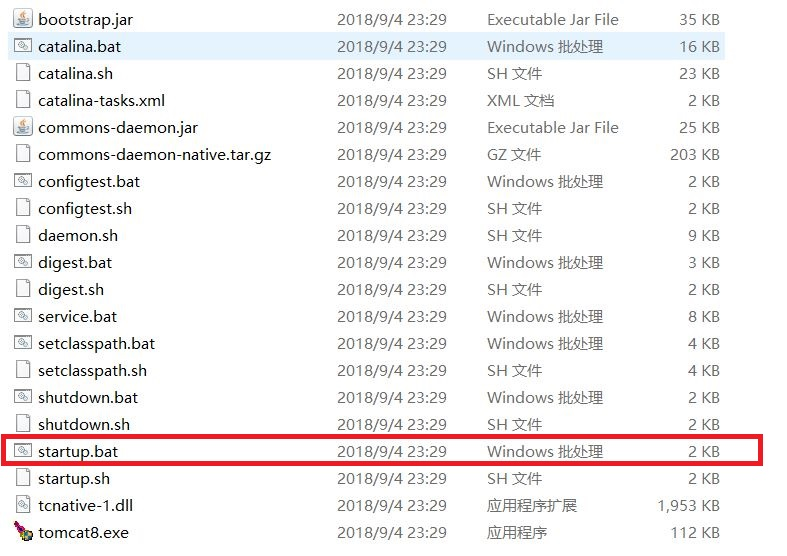 bootstrap.jar 2018/9/4 23:29 Executable Jar File 35 KB
catalina.bat 2018/9/4 23:29 Windows 批处理 16 KB
catalina.sh 2018/9/4 23:29 SH 文件 23 KB
catalina-tasks.xml 2018/9/4 23:29 XML 文档 2 KB
commons-daemon.jar 2018/9/4 23:29 Executable Jar File 25 KB
commons-daemon-native.tar.gz 2018/9/4 23:29 GZ 文件 203 KB
configtest.bat 2018/9/4 23:29 Windows 批处理 2 KB
configtest.sh 2018/9/4 23:29 SH 文件 2 KB
daemon.sh 2018/9/4 23:29 SH 文件 9 KB
digest.bat 2018/9/4 23:29 Windows 批处理 3 KB
digest.sh 2018/9/4 23:29 SH 文件 2 KB
service.bat 2018/9/4 23:29 Windows 批处理 8 KB
setclasspath.bat 2018/9/4 23:29 Windows 批处理 4 KB
setclasspath.sh 2018/9/4 23:29 SH 文件 4 KB
shutdown.bat 2018/9/4 23:29 Windows 批处理 2 KB
shutdown.sh 2018/9/4 23:29 SH 文件 2 KB
startup.bat 2018/9/4 23:29 Windows 批处理 2 KB
startup.sh 2018/9/4 23:29 SH 文件 2 KB
tcnative-1.dll 2018/9/4 23:29 应用程序扩展 1,953 KB
tomcat8.exe 2018/9/4 23:29 应用程序 112 KB